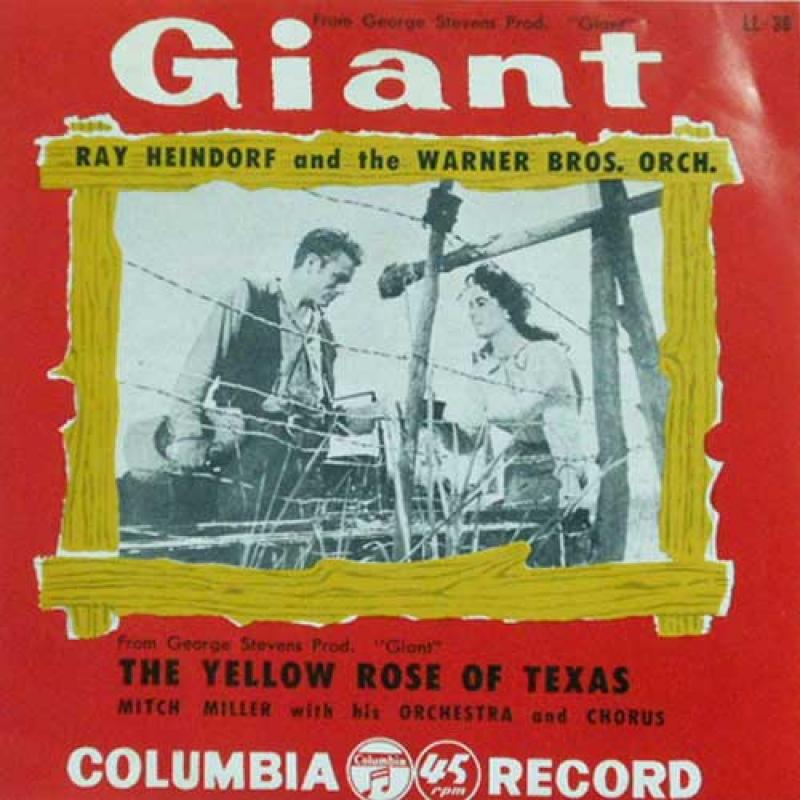 From George Stevens Prod. "Giant"
LL-36
Giant
RAY HEINDORF and the WARNER BROS. ORCH.
From George Stevens Prod. "Giant"
THE YELLOW ROSE OF TEXAS
MITCH MILLER with his ORCHESTRA and CHORUS
COLUMBIA Columbia 45 rpm RECORD